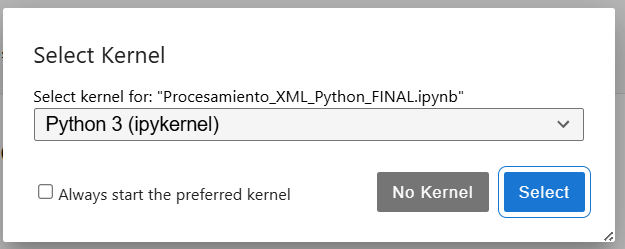 Select Kernel
Select kernel for: "Procesamiento_XML_Python_FINAL.ipynb"
Python 3 (ipykernel)
Always start the preferred kernel
No Kernel
Select